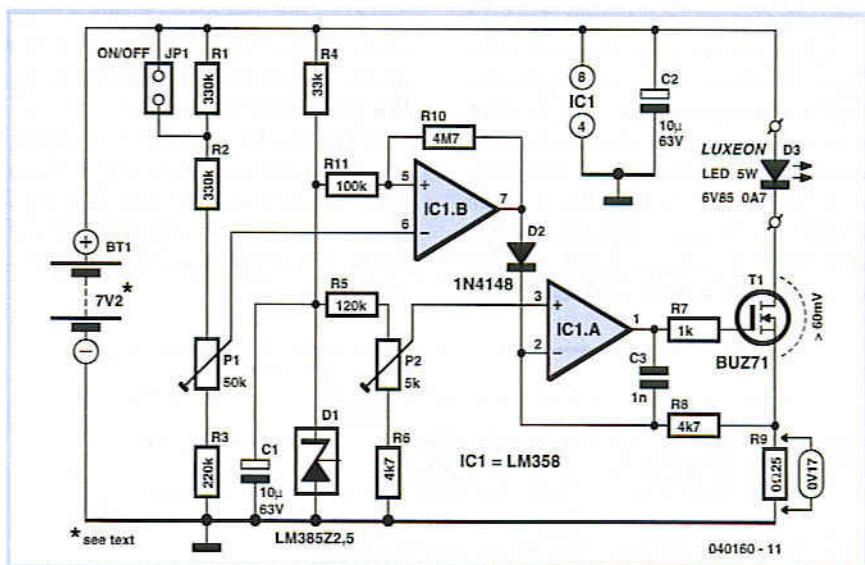 ON/OFF
JP1
R1
330k
R2
330k
R4
33k
R10
4M7
R11
100k
5
+
IC1.B
7
6
−
8
IC1
4
C2
10µ
63V
LUXEON
D3
LED 5W
6V85 0A7
D2
1N4148
+
BT1
7V2
*
−
R5
120k
P1
50k
P2
5k
3
+
IC1.A
1
2
−
R7
1k
T1
> 60mV
BUZ71
C3
1n
R8
4k7
R3
220k
C1
10µ
63V
D1
R6
4k7
IC1 = LM358
R9
0Ω25
0V17
* see text
LM385Z2,5
040160 - 11